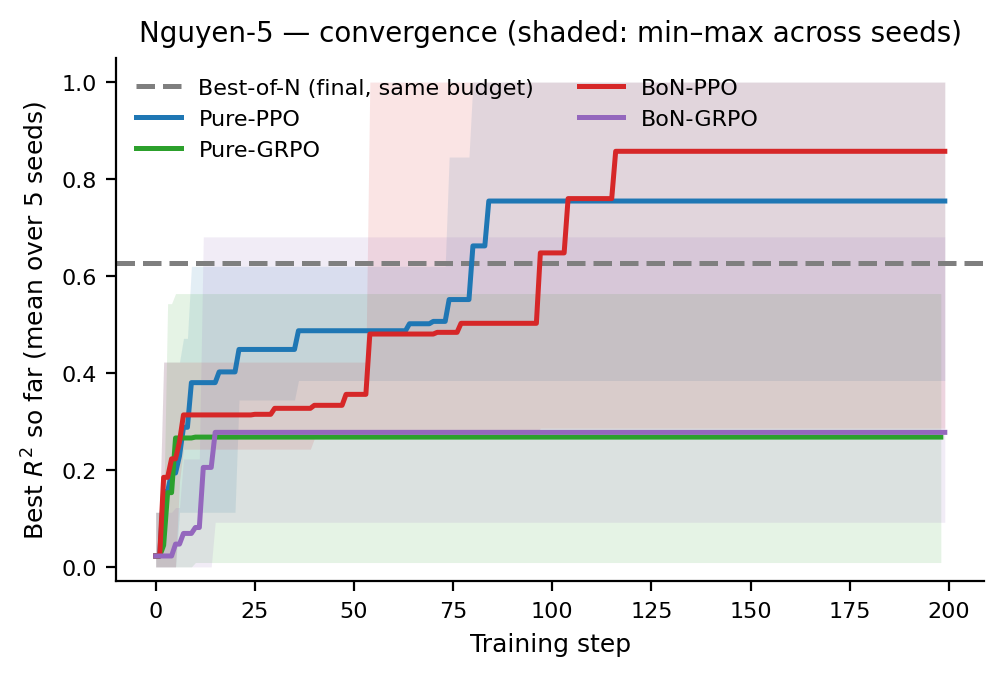 Nguyen-5 — convergence (shaded: min–max across seeds)
Best-of-N (final, same budget)
Pure-PPO
Pure-GRPO
BoN-PPO
BoN-GRPO
Best R² so far (mean over 5 seeds)
1.0
0.8
0.6
0.4
0.2
0.0
0 25 50 75 100 125 150 175 200
Training step